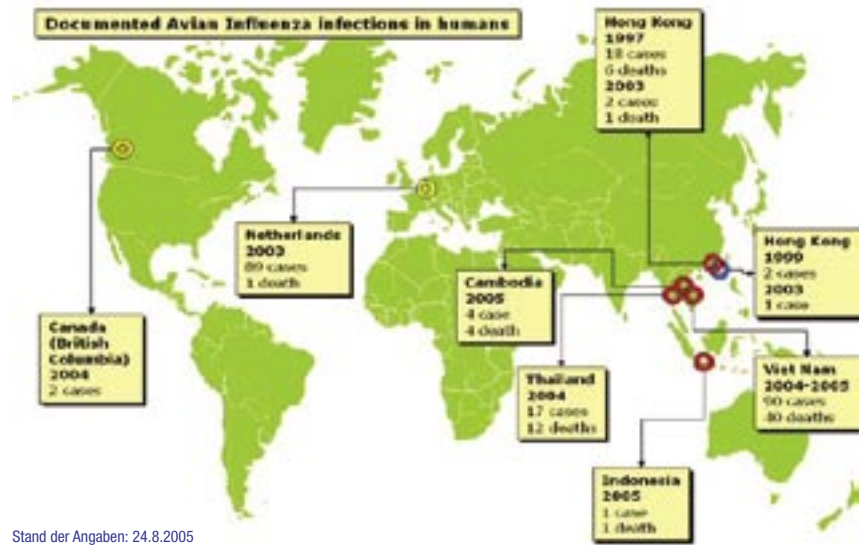 Documented Avian Influenza infections in humans
Hong Kong
1997
18 cases
6 deaths
2003
2 cases
1 death
Netherlands
2003
89 cases
1 death
Hong Kong
1999
2 cases
2003
1 case
Cambodia
2005
4 case
4 death
Canada
(British
Columbia)
2004
2 cases
Thailand
2004
17 cases
12 deaths
Viet Nam
2004-2005
90 cases
40 deaths
Indonesia
2005
1 case
1 death
Stand der Angaben: 24.8.2005